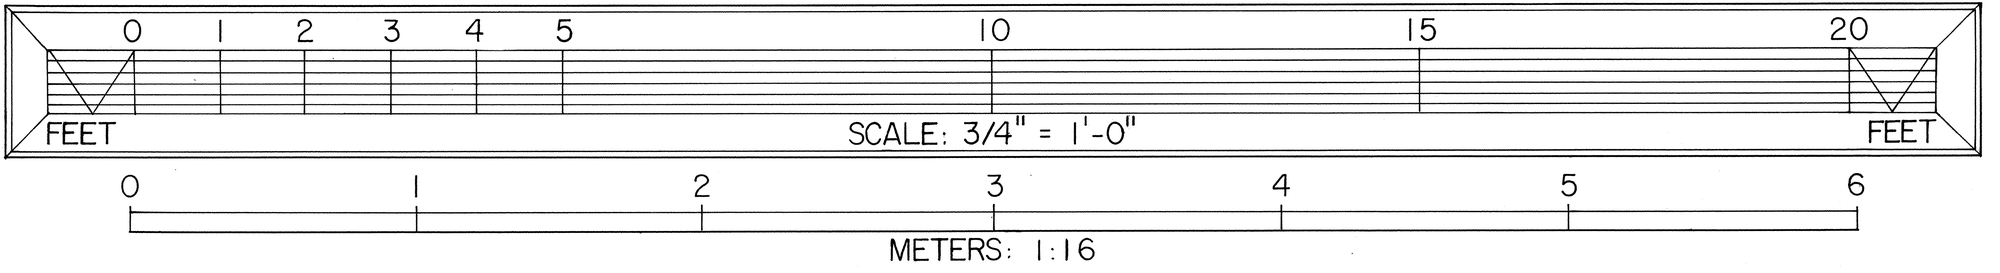 0 1 2 3 4 5 10 15 20
FEET SCALE: 3/4" = 1'-0" FEET
0 1 2 3 4 5 6
METERS: 1:16